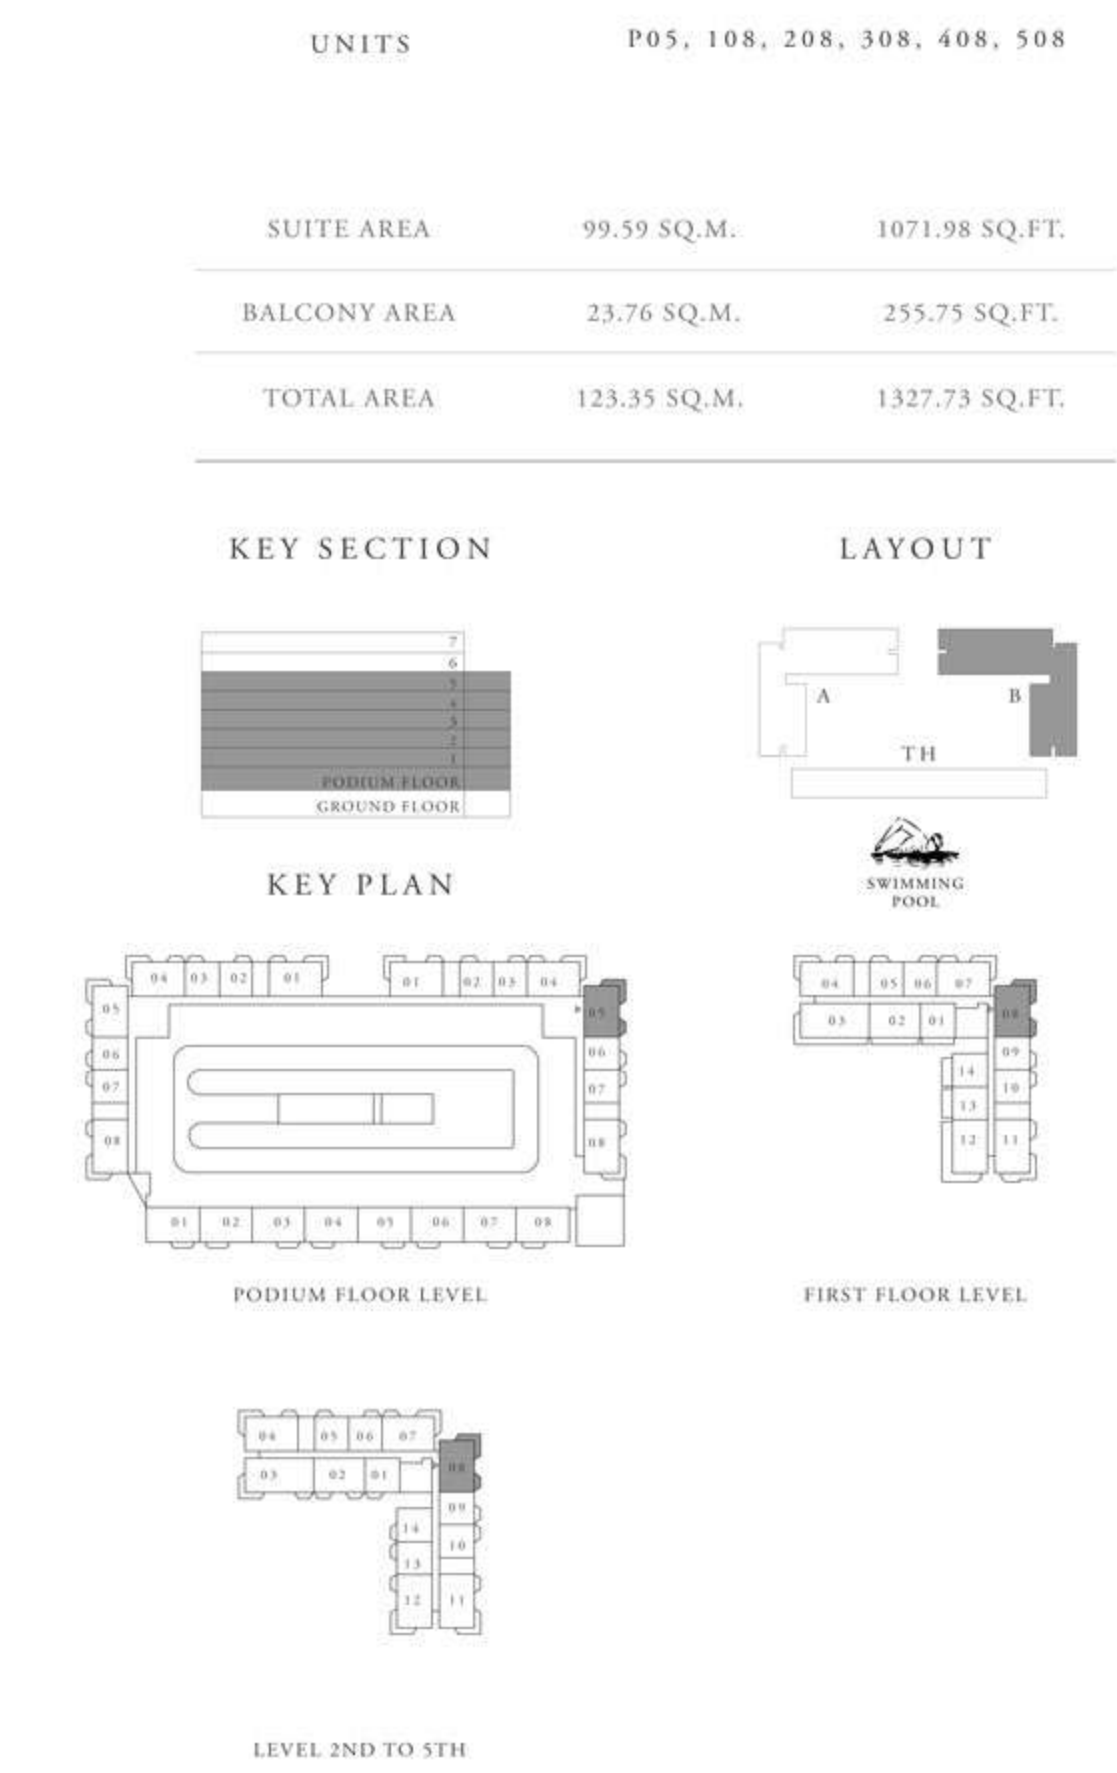 UNITS P05, 108, 208, 308, 408, 508
SUITE AREA 99.59 SQ.M. 1071.98 SQ.FT.
BALCONY AREA 23.76 SQ.M. 255.75 SQ.FT.
TOTAL AREA 123.35 SQ.M. 1327.73 SQ.FT.
KEY SECTION
7
6
5
4
3
2
1
PODIUM FLOOR
GROUND FLOOR
LAYOUT
A B
TH
SWIMMING
POOL
KEY PLAN
04 03 02 01 01 02 03 04
05 05
06 06
07 07
08 08
01 02 03 04 05 06 07 08
PODIUM FLOOR LEVEL
04 05 06 07
03 02 01 08
09
14 10
13
12 11
FIRST FLOOR LEVEL
04 05 06 07
03 02 01 08
09
14 10
13
12 11
LEVEL 2ND TO 5TH